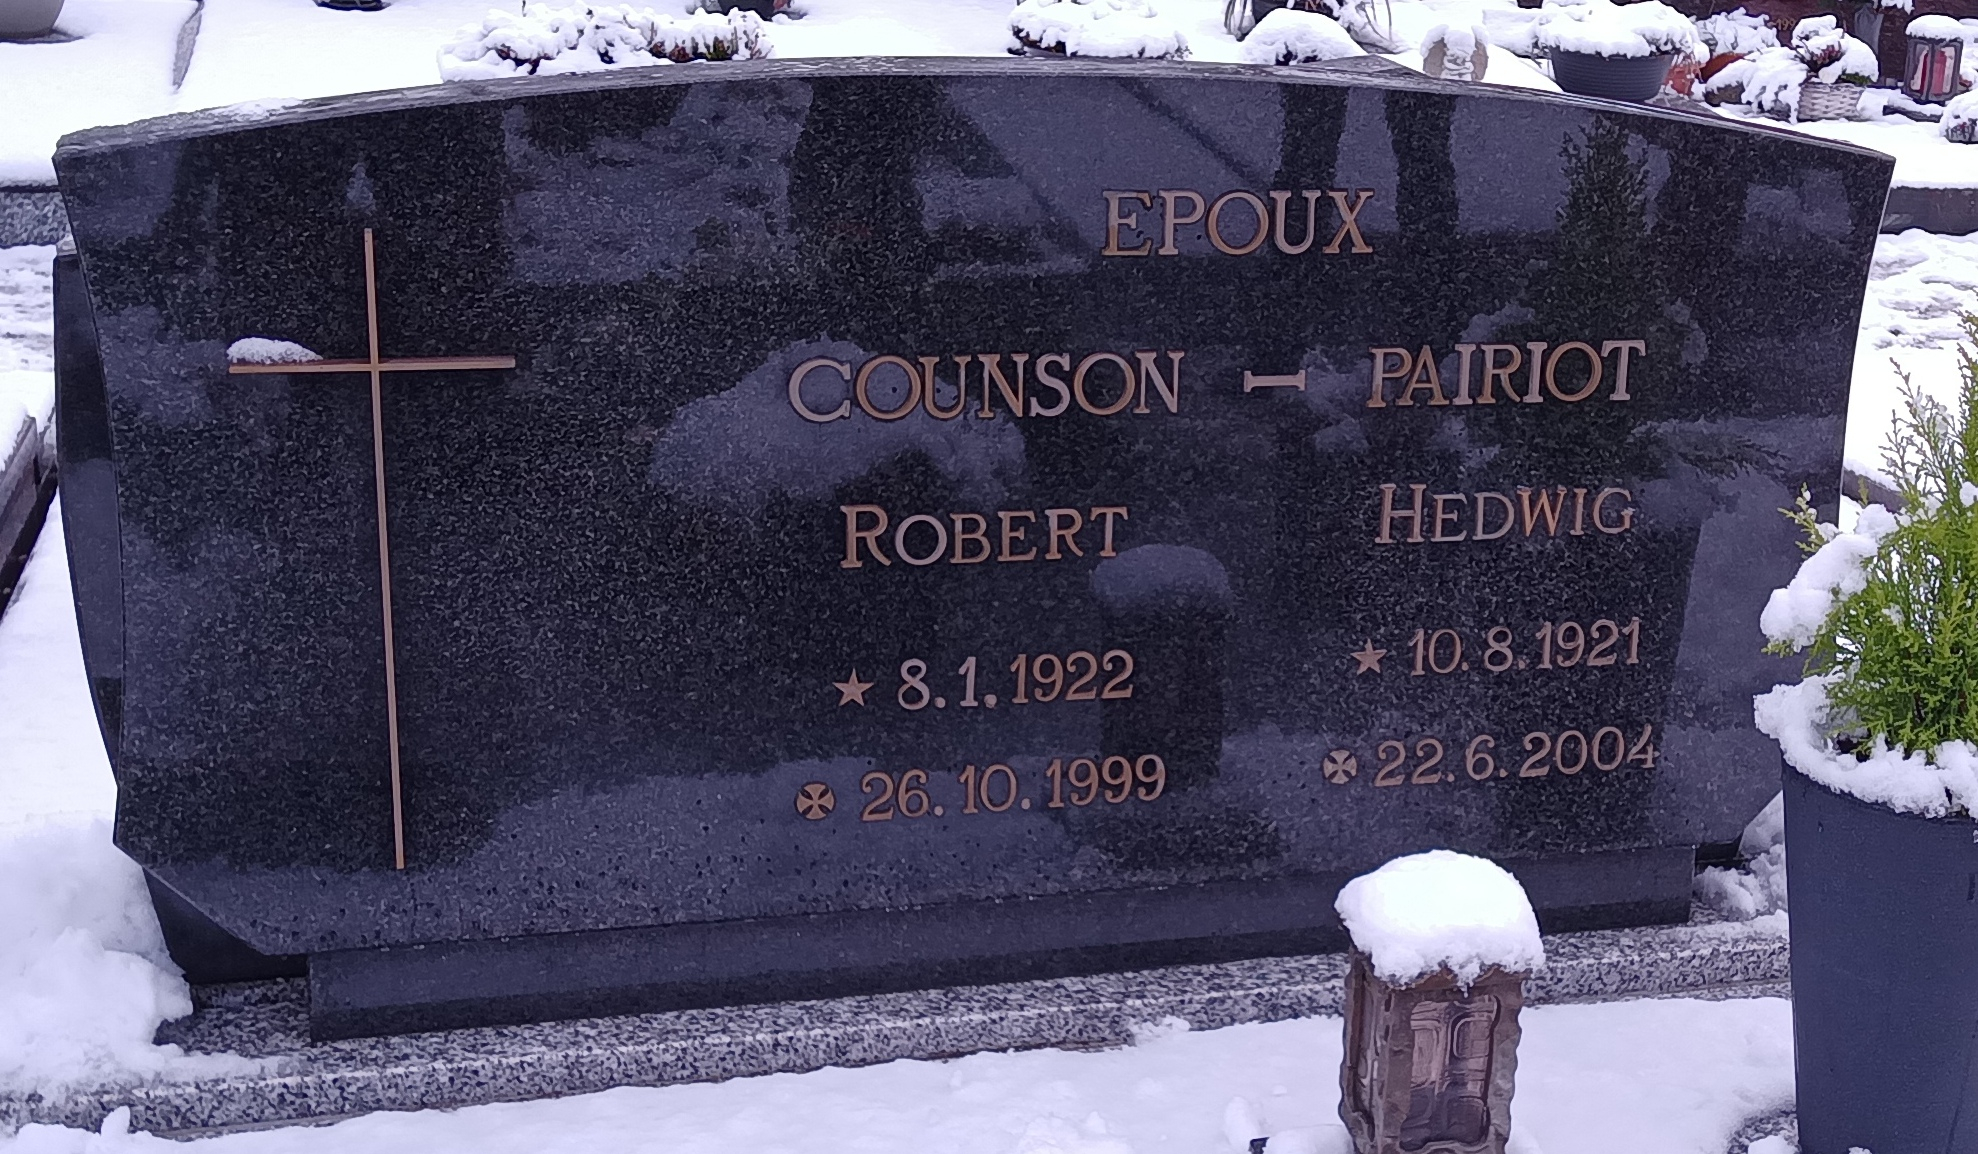 EPOUX
COUNSON - PAIRIOT
ROBERT HEDWIG
★ 8.1.1922 ★ 10.8.1921
✠ 26.10.1999 ✠ 22.6.2004